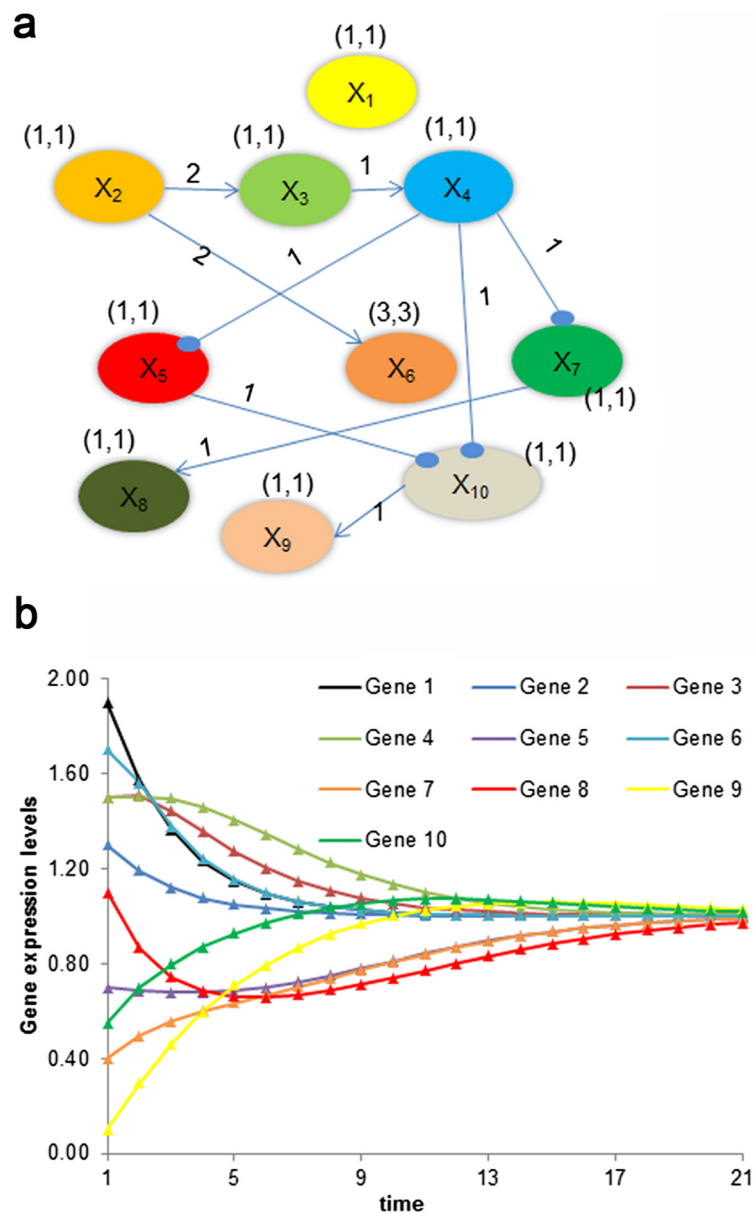 a
(1,1)
X1
(1,1) (1,1) (1,1)
X2 2 X3 1 X4
2 1 1 1
(1,1) (3,3)
X5 X6 X7
1 (1,1)
(1,1) 1 (1,1)
X8 (1,1) X10
X9 1
b
Gene expression levels
2.00
1.60
1.20
0.80
0.40
0.00
Gene 1 Gene 2 Gene 3
Gene 4 Gene 5 Gene 6
Gene 7 Gene 8 Gene 9
Gene 10
1 5 9 13 17 21
time